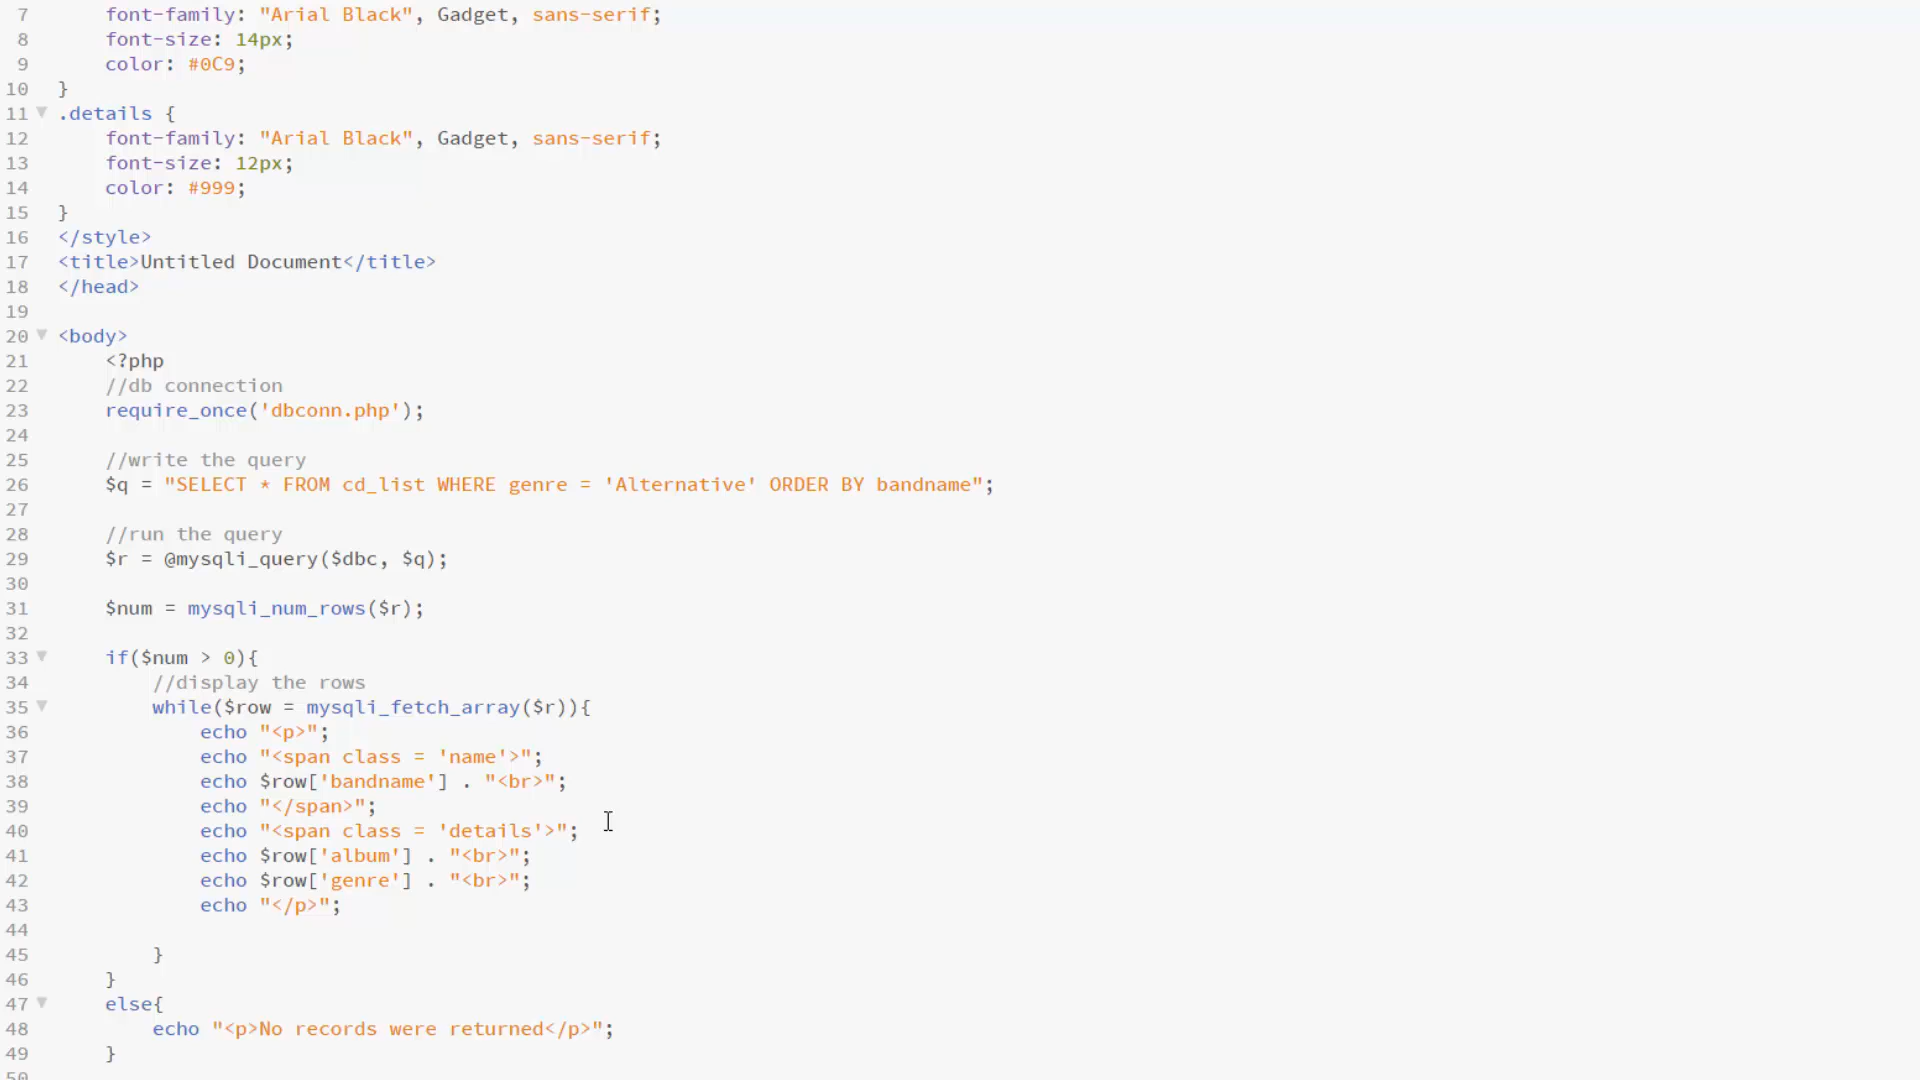 7 font-family: "Arial Black", Gadget, sans-serif;
8 font-size: 14px;
9 color: #0C9;
10 }
11 .details {
12 font-family: "Arial Black", Gadget, sans-serif;
13 font-size: 12px;
14 color: #999;
15 }
16 </style>
17 <title>Untitled Document</title>
18 </head>
19
20 <body>
21 <?php
22 //db connection
23 require_once('dbconn.php');
24
25 //write the query
26 $q = "SELECT * FROM cd_list WHERE genre = 'Alternative' ORDER BY bandname";
27
28 //run the query
29 $r = @mysqli_query($dbc, $q);
30
31 $num = mysqli_num_rows($r);
32
33 if($num > 0){
34 //display the rows
35 while($row = mysqli_fetch_array($r)){
36 echo "<p>";
37 echo "<span class = 'name'>";
38 echo $row['bandname'] . "<br>";
39 echo "</span>";
40 echo "<span class = 'details'>";
41 echo $row['album'] . "<br>";
42 echo $row['genre'] . "<br>";
43 echo "</p>";
44
45 }
46 }
47 else{
48 echo "<p>No records were returned</p>";
49 }
50